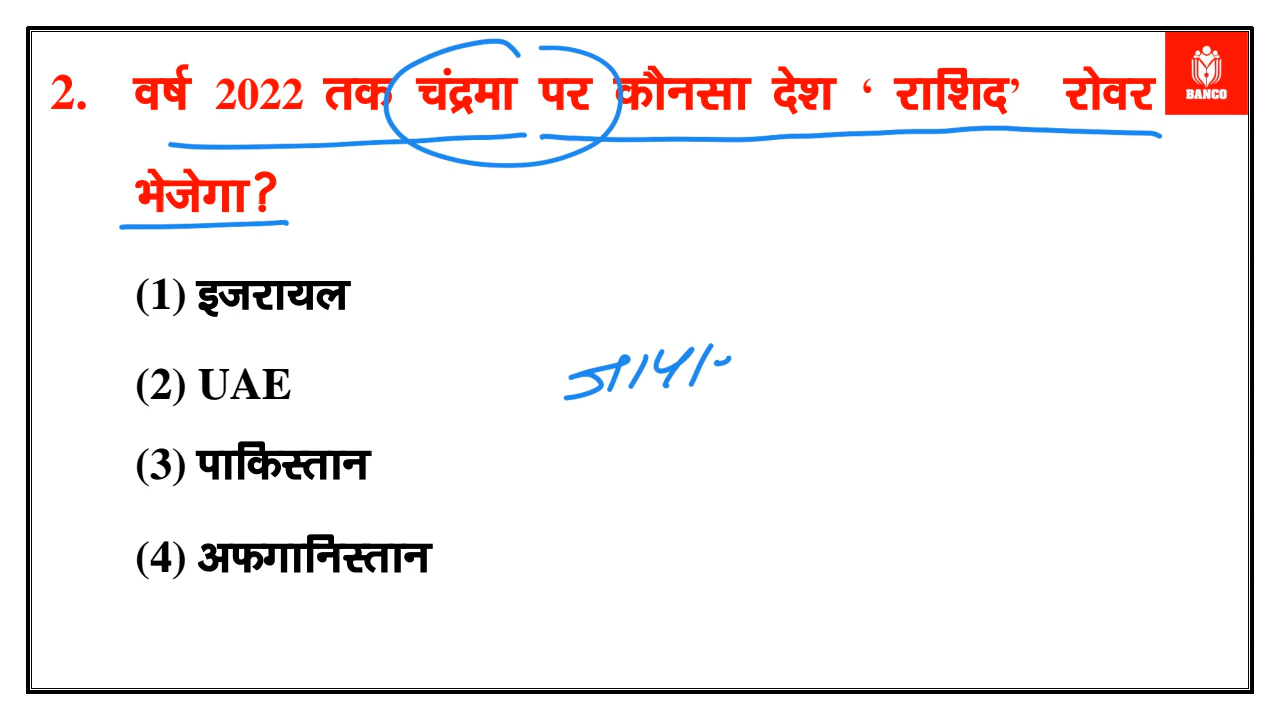 2. वर्ष 2022 तक चंद्रमा पर कौनसा देश ‘ राशिद’ रोवर
BANCO
भेजेगा?
(1) इजरायल
(2) UAE
(3) पाकिस्तान
(4) अफगानिस्तान